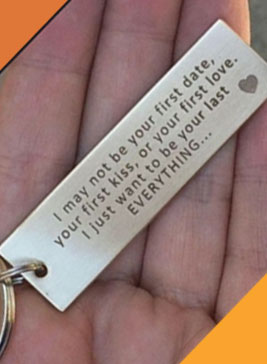 I may not be your first date,
your first kiss, or your first love.
I just want to be your last
EVERYTHING...